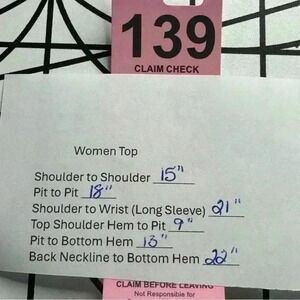 139
CLAIM CHECK
Women Top
Shoulder to Shoulder 15"
Pit to Pit 18"
Shoulder to Wrist (Long Sleeve) 21"
Top Shoulder Hem to Pit 9"
Pit to Bottom Hem 13"
Back Neckline to Bottom Hem 22"
CLAIM BEFORE LEAVING
Not Responsible for